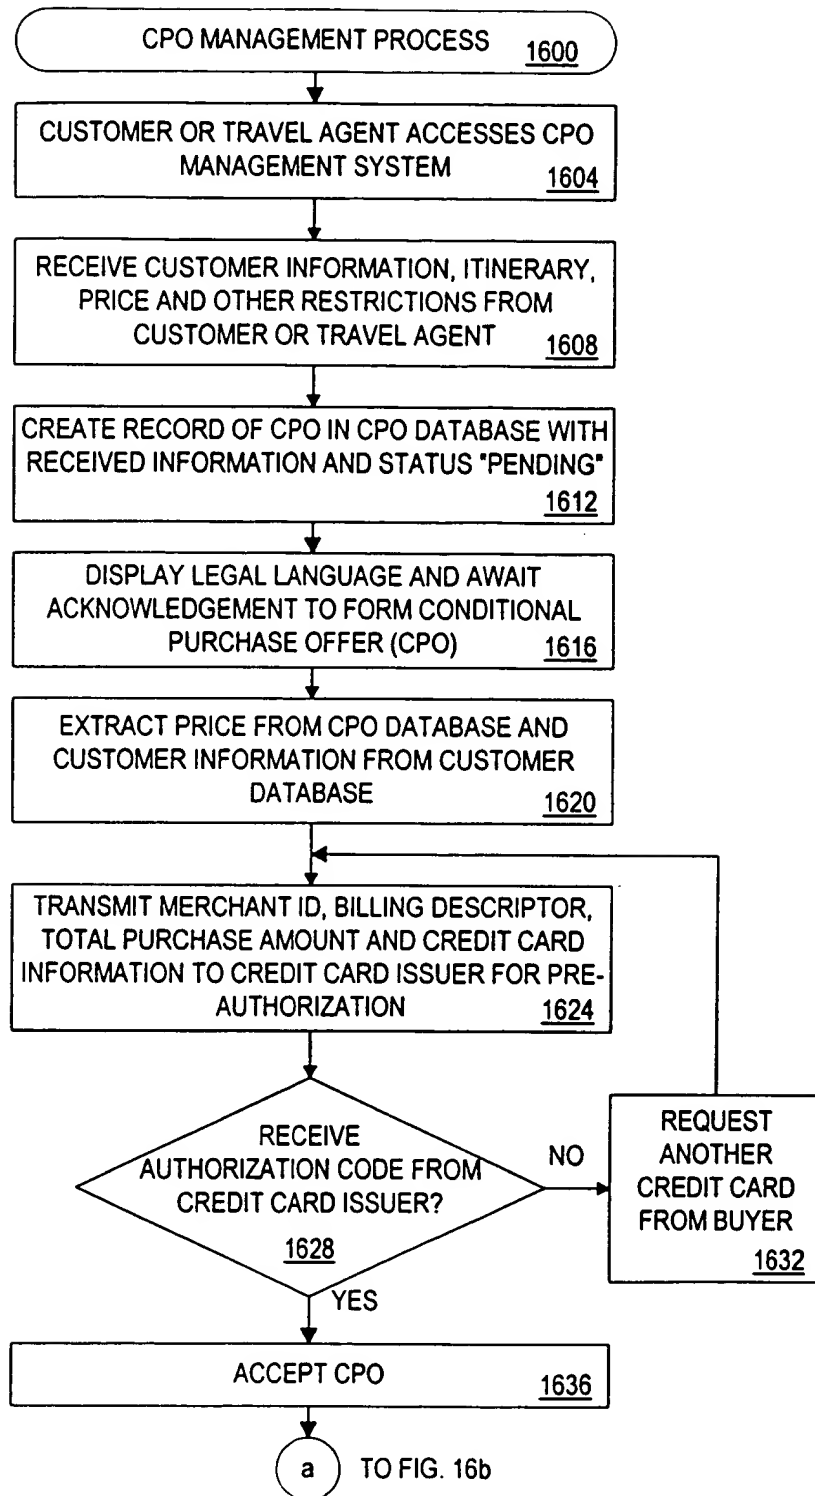 CPO MANAGEMENT PROCESS 1600
CUSTOMER OR TRAVEL AGENT ACCESSES CPO
MANAGEMENT SYSTEM 1604
RECEIVE CUSTOMER INFORMATION, ITINERARY,
PRICE AND OTHER RESTRICTIONS FROM
CUSTOMER OR TRAVEL AGENT 1608
CREATE RECORD OF CPO IN CPO DATABASE WITH
RECEIVED INFORMATION AND STATUS "PENDING"
1612
DISPLAY LEGAL LANGUAGE AND AWAIT
ACKNOWLEDGEMENT TO FORM CONDITIONAL
PURCHASE OFFER (CPO) 1616
EXTRACT PRICE FROM CPO DATABASE AND
CUSTOMER INFORMATION FROM CUSTOMER
DATABASE 1620
TRANSMIT MERCHANT ID, BILLING DESCRIPTOR,
TOTAL PURCHASE AMOUNT AND CREDIT CARD
INFORMATION TO CREDIT CARD ISSUER FOR PRE-
AUTHORIZATION 1624
RECEIVE
AUTHORIZATION CODE FROM
CREDIT CARD ISSUER?
1628
NO
REQUEST
ANOTHER
CREDIT CARD
FROM BUYER
1632
YES
ACCEPT CPO 1636
a TO FIG. 16b